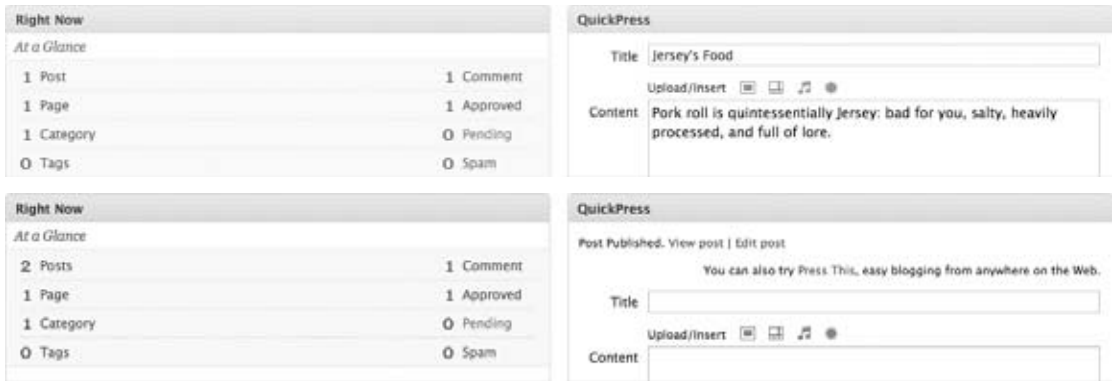 Right Now
At a Glance
1 Post 1 Comment
1 Page 1 Approved
1 Category 0 Pending
0 Tags 0 Spam
QuickPress
Title Jersey's Food
Upload/Insert
Content Pork roll is quintessentially Jersey: bad for you, salty, heavily
processed, and full of lore.
Right Now
At a Glance
2 Posts 1 Comment
1 Page 1 Approved
1 Category 0 Pending
0 Tags 0 Spam
QuickPress
Post Published. View post | Edit post
You can also try Press This, easy blogging from anywhere on the Web.
Title
Upload/Insert
Content